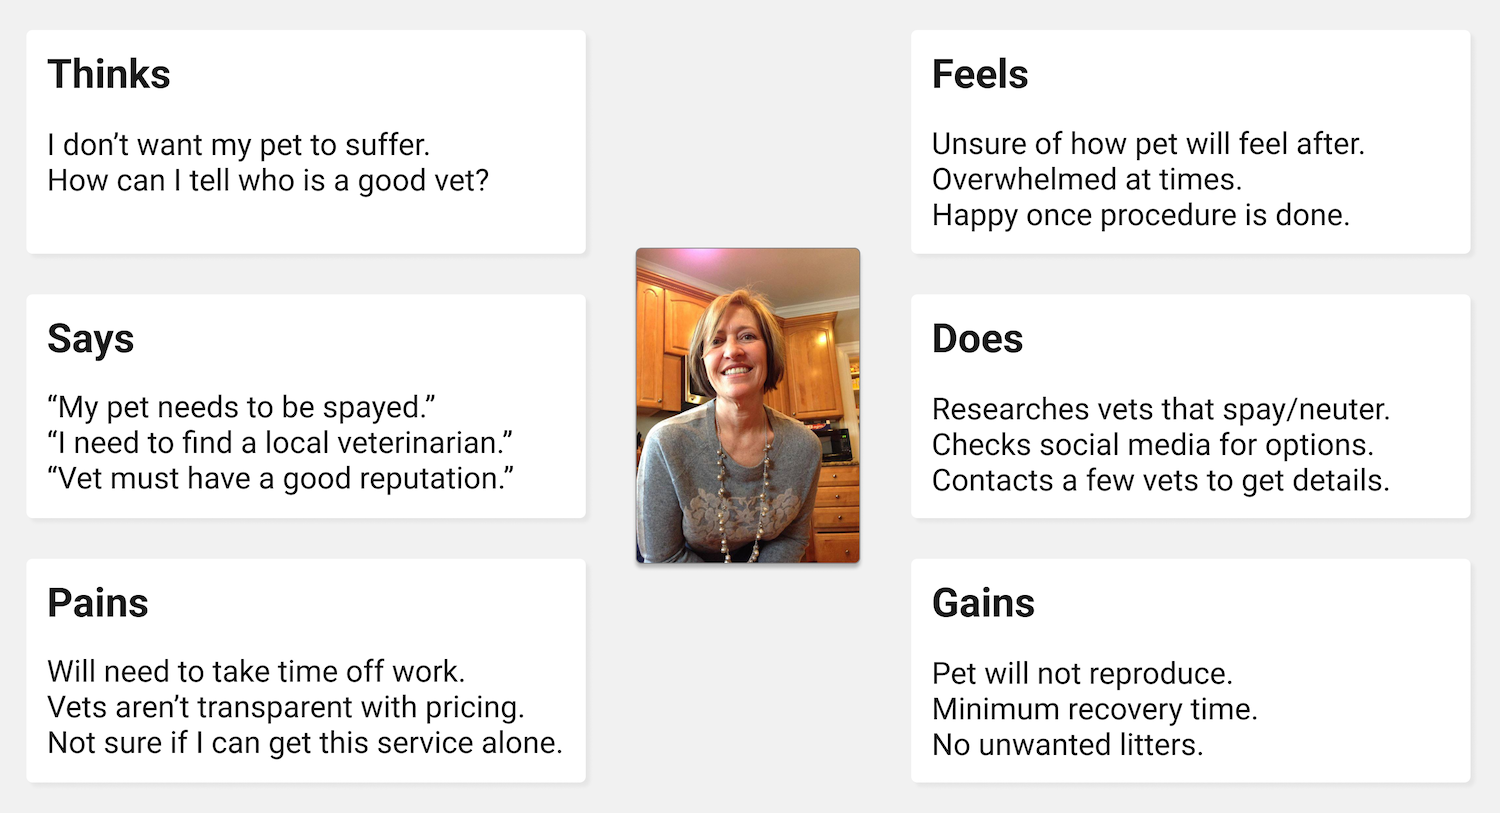 Thinks
I don’t want my pet to suffer.
How can I tell who is a good vet?
Says
“My pet needs to be spayed.”
“I need to find a local veterinarian.”
“Vet must have a good reputation.”
Pains
Will need to take time off work.
Vets aren’t transparent with pricing.
Not sure if I can get this service alone.
Feels
Unsure of how pet will feel after.
Overwhelmed at times.
Happy once procedure is done.
Does
Researches vets that spay/neuter.
Checks social media for options.
Contacts a few vets to get details.
Gains
Pet will not reproduce.
Minimum recovery time.
No unwanted litters.